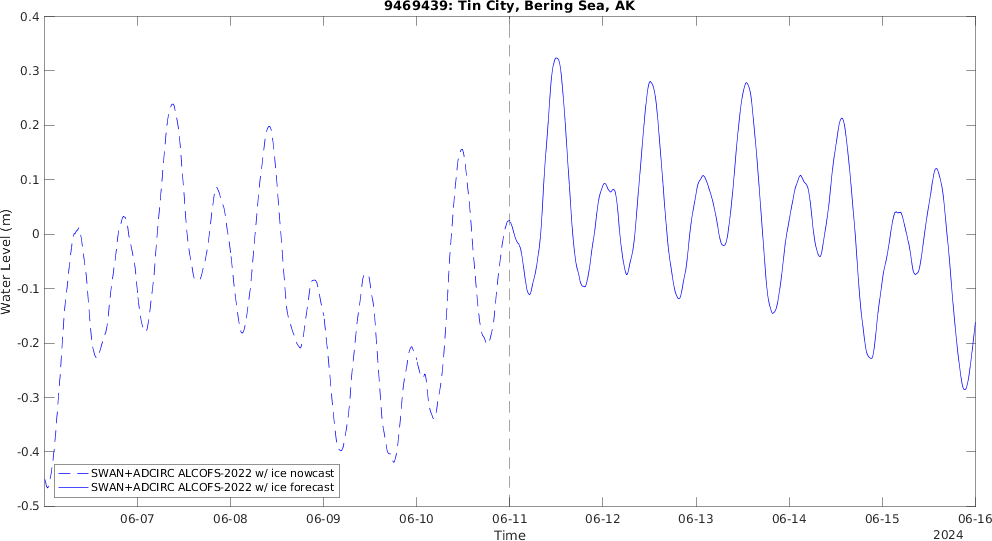 9469439: Tin City, Bering Sea, AK
0.4
0.3
0.2
0.1
0
-0.1
-0.2
-0.3
-0.4
-0.5
Water Level (m)
SWAN+ADCIRC ALCOFS-2022 w/ ice nowcast
SWAN+ADCIRC ALCOFS-2022 w/ ice forecast
06-07 06-08 06-09 06-10 06-11 06-12 06-13 06-14 06-15 06-16
Time
2024